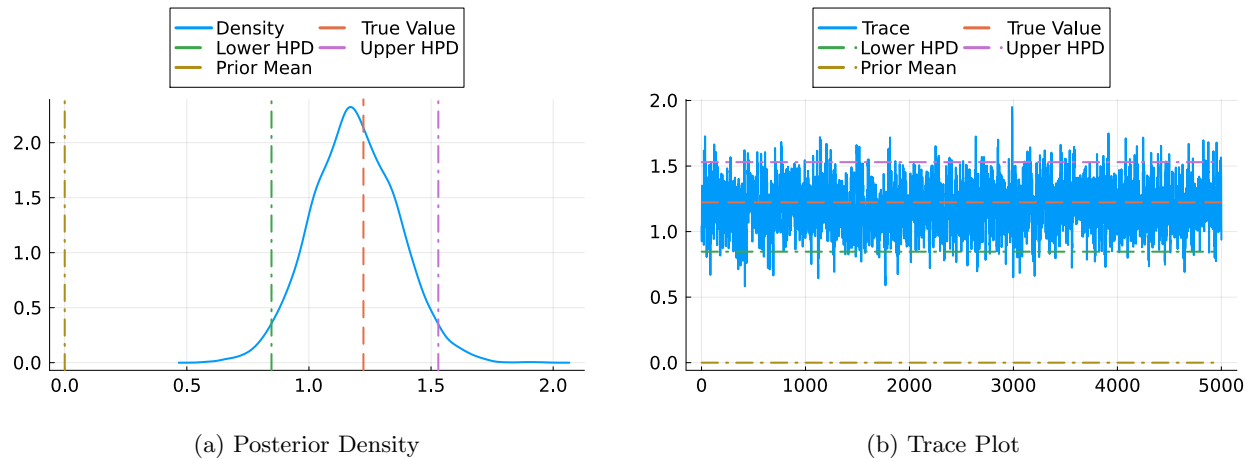 Density True Value
Lower HPD Upper HPD
Prior Mean
2.0
1.5
1.0
0.5
0.0
0.0 0.5 1.0 1.5 2.0
(a) Posterior Density
Trace True Value
Lower HPD Upper HPD
Prior Mean
2.0
1.5
1.0
0.5
0.0
0 1000 2000 3000 4000 5000
(b) Trace Plot